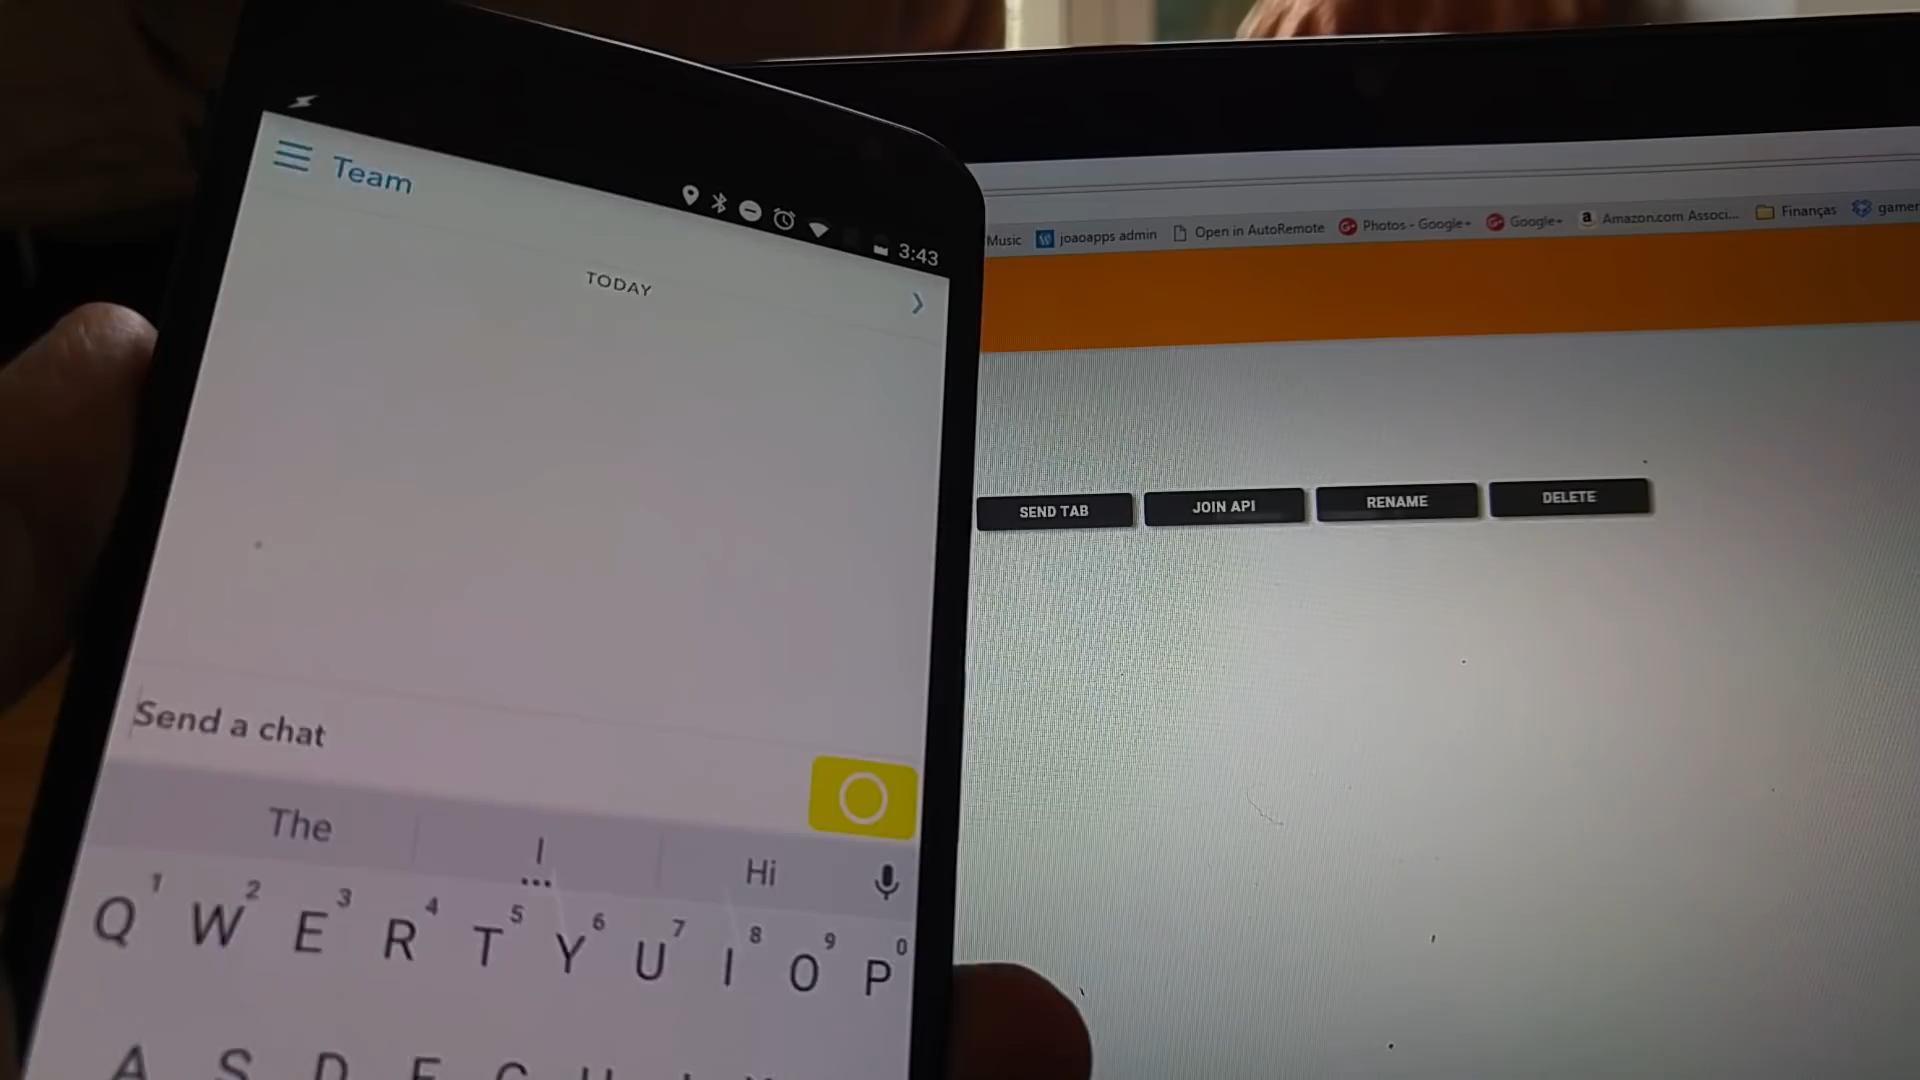 Team
3:43
TODAY
Send a chat
The
I
...
Hi
1 2 3 4 5 6 7 8 9 0
Q W E R T Y U I O P
A S D F
Music joaoapps admin Open in AutoRemote Photos - Google+ Google+ Amazon.com Associ... Finanças gamer
SEND TAB JOIN API RENAME DELETE